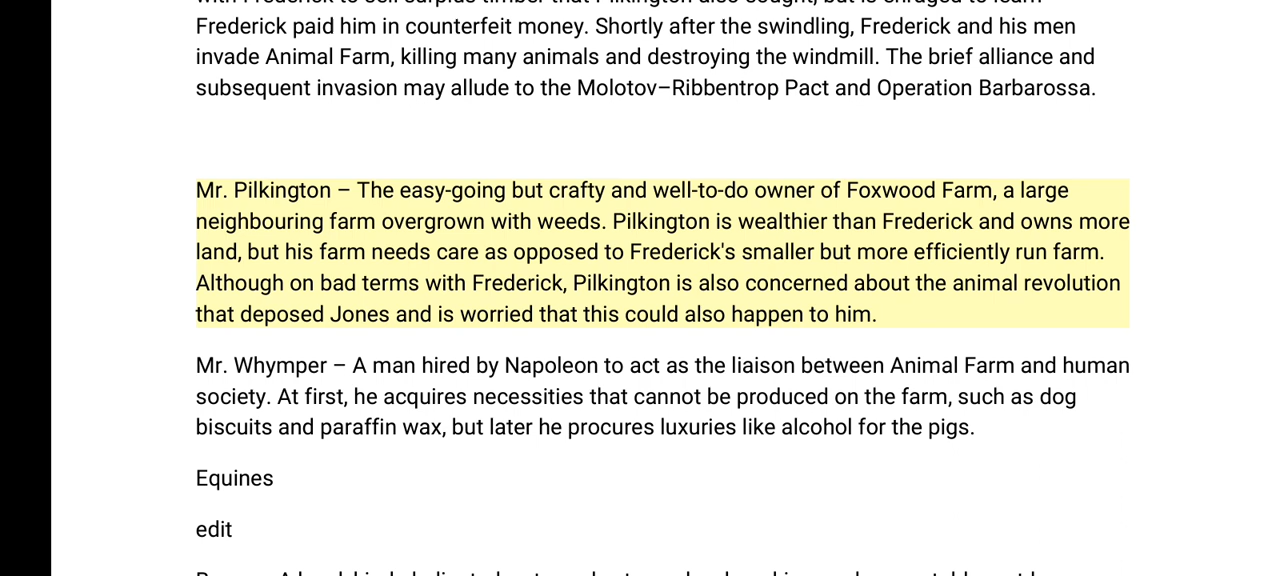 Frederick paid him in counterfeit money. Shortly after the swindling, Frederick and his men
invade Animal Farm, killing many animals and destroying the windmill. The brief alliance and
subsequent invasion may allude to the Molotov–Ribbentrop Pact and Operation Barbarossa.
Mr. Pilkington – The easy-going but crafty and well-to-do owner of Foxwood Farm, a large
neighbouring farm overgrown with weeds. Pilkington is wealthier than Frederick and owns more
land, but his farm needs care as opposed to Frederick's smaller but more efficiently run farm.
Although on bad terms with Frederick, Pilkington is also concerned about the animal revolution
that deposed Jones and is worried that this could also happen to him.
Mr. Whymper – A man hired by Napoleon to act as the liaison between Animal Farm and human
society. At first, he acquires necessities that cannot be produced on the farm, such as dog
biscuits and paraffin wax, but later he procures luxuries like alcohol for the pigs.
Equines
edit